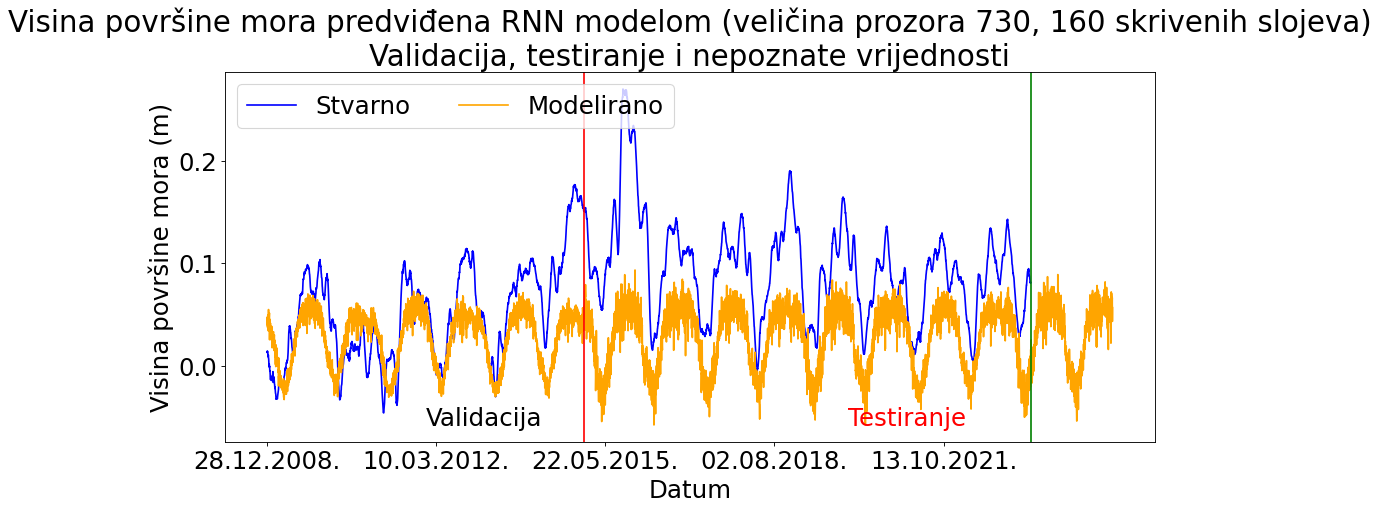 Visina površine mora predviđena RNN modelom (veličina prozora 730, 160 skrivenih slojeva)
Validacija, testiranje i nepoznate vrijednosti
Stvarno
Modelirano
Visina površine mora (m)
0.2
0.1
0.0
Validacija
Testiranje
28.12.2008.
10.03.2012.
22.05.2015.
02.08.2018.
13.10.2021.
Datum